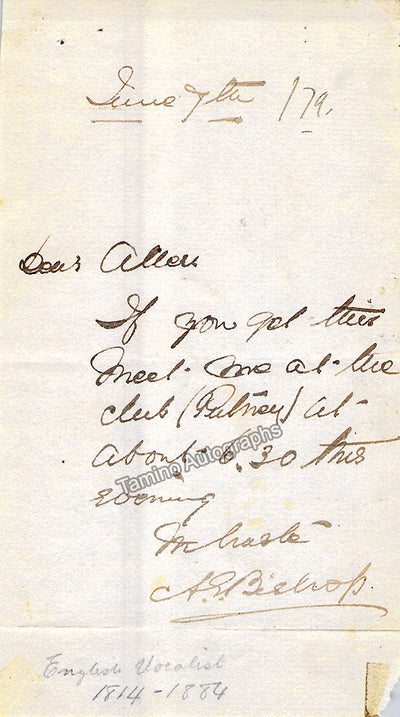 June 7th /79.
Dear Allen
If you get this
meet me at the
club (Putney) at
about 6.30 this
evening
In haste
A.E. Bishop.
Tamino Autographs
English Vocalist
1814-1884